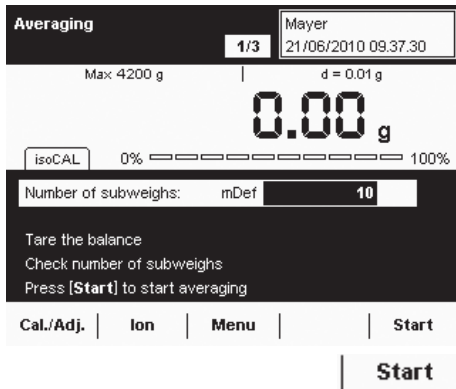 Averaging
1/3
Mayer
21/06/2010 09.37.30
Max 4200 g
d = 0.01 g
0.00 g
isoCAL
0%
100%
Number of subweighs: mDef 10
Tare the balance
Check number of subweighs
Press [Start] to start averaging
Cal./Adj. Ion Menu Start
Start